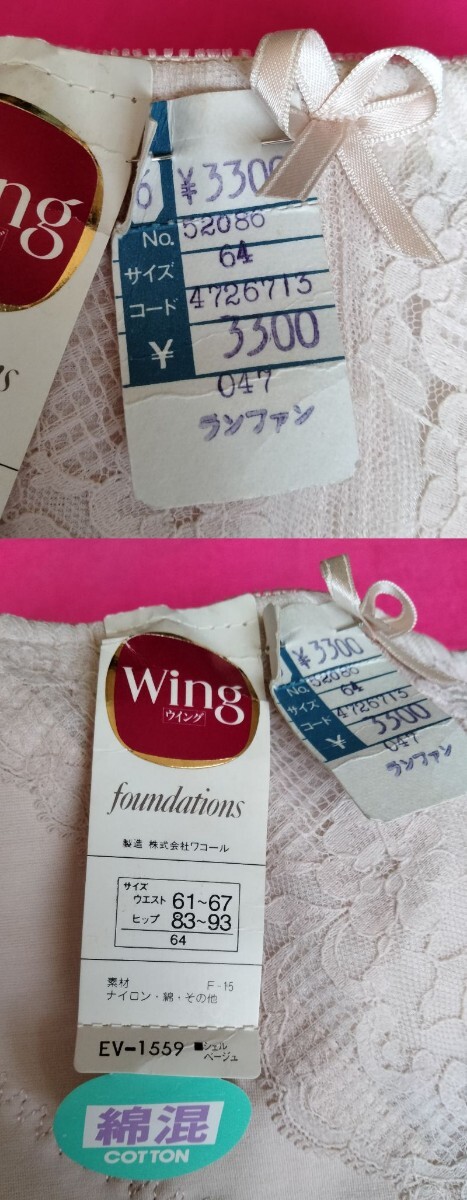 ng
6 ¥3300
No. 52086
サイズ 64
コード 4726713
¥ 3300
047
ランファン
s
Wing
ウイング
foundations
製造 株式会社ワコール
サイズ
ウエスト 61~67
ヒップ 83~93
64
素材 F-15
ナイロン・綿・その他
EV-1559 ■シェル
ベージュ
綿混
COTTON
¥3300
No. 52086
サイズ 64
コード 4726713
¥ 3300
047
ランファン